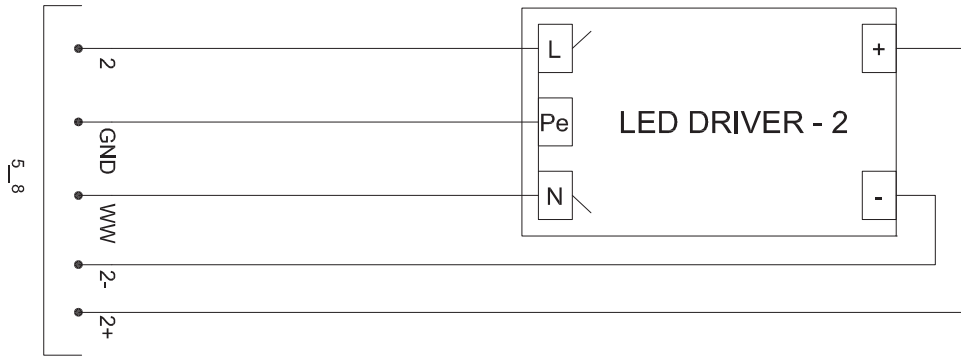 2
GND
WW
2-
2+
5_8
L
Pe
N
LED DRIVER - 2
+
-